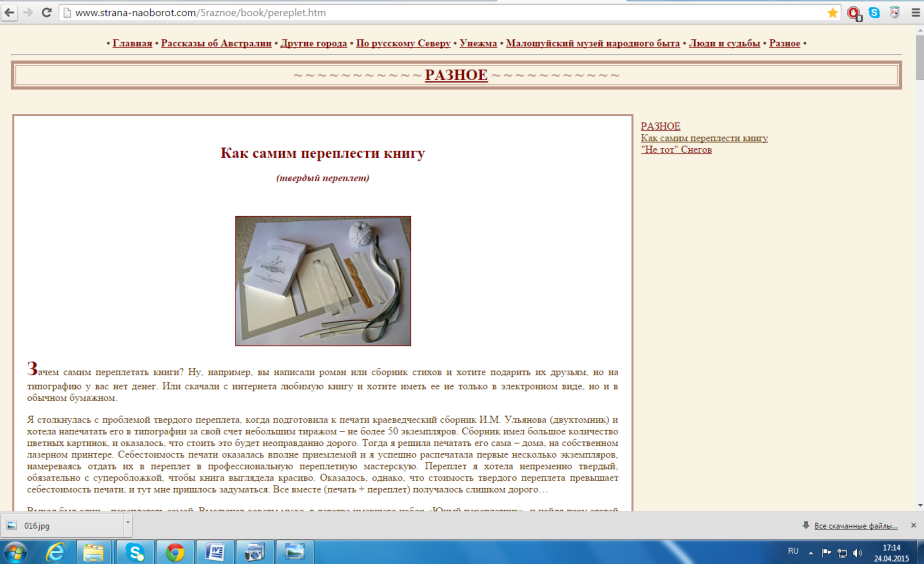 www.strana-naoborot.com/5raznoe/book/pereplet.htm
• Главная • Рассказы об Австралии • Другие города • По русскому Северу • Унежма • Малошуйский музей народного быта • Люди и судьбы • Разное •
~ ~ ~ ~ ~ ~ ~ ~ ~ ~ ~ РАЗНОЕ ~ ~ ~ ~ ~ ~ ~ ~ ~ ~ ~
РАЗНОЕ
Как самим переплести книгу
"Не тот" Снегов
Как самим переплести книгу
(твердый переплет)
Зачем самим переплетать книги? Ну, например, вы написали роман или сборник стихов и хотите подарить их друзьям, но на
типографию у вас нет денег. Или скачали с интернета любимую книгу и хотите иметь ее не только в электронном виде, но и в
обычном бумажном.
Я столкнулась с проблемой твердого переплета, когда подготовила к печати краеведческий сборник И.М. Ульянова (двухтомник) и
хотела напечатать его в типографии за свой счет небольшим тиражом – не более 50 экземпляров. Сборник имел большое количество
цветных картинок, и оказалось, что стоить это будет неоправданно дорого. Тогда я решила печатать его сама – дома, на собственном
лазерном принтере. Себестоимость печати оказалась вполне приемлемой и я успешно распечатала первые несколько экземпляров,
намереваясь отдать их в переплет в профессиональную переплетную мастерскую. Переплет я хотела непременно твердый,
обязательно с суперобложкой, чтобы книга выглядела красиво. Оказалось, однако, что стоимость твердого переплета превышает
себестоимость печати, и тут мне пришлось задуматься. Все вместе (печать + переплет) получалось слишком дорого…
016.jpg
Все скачанные файлы...
RU
17:14
24.04.2015